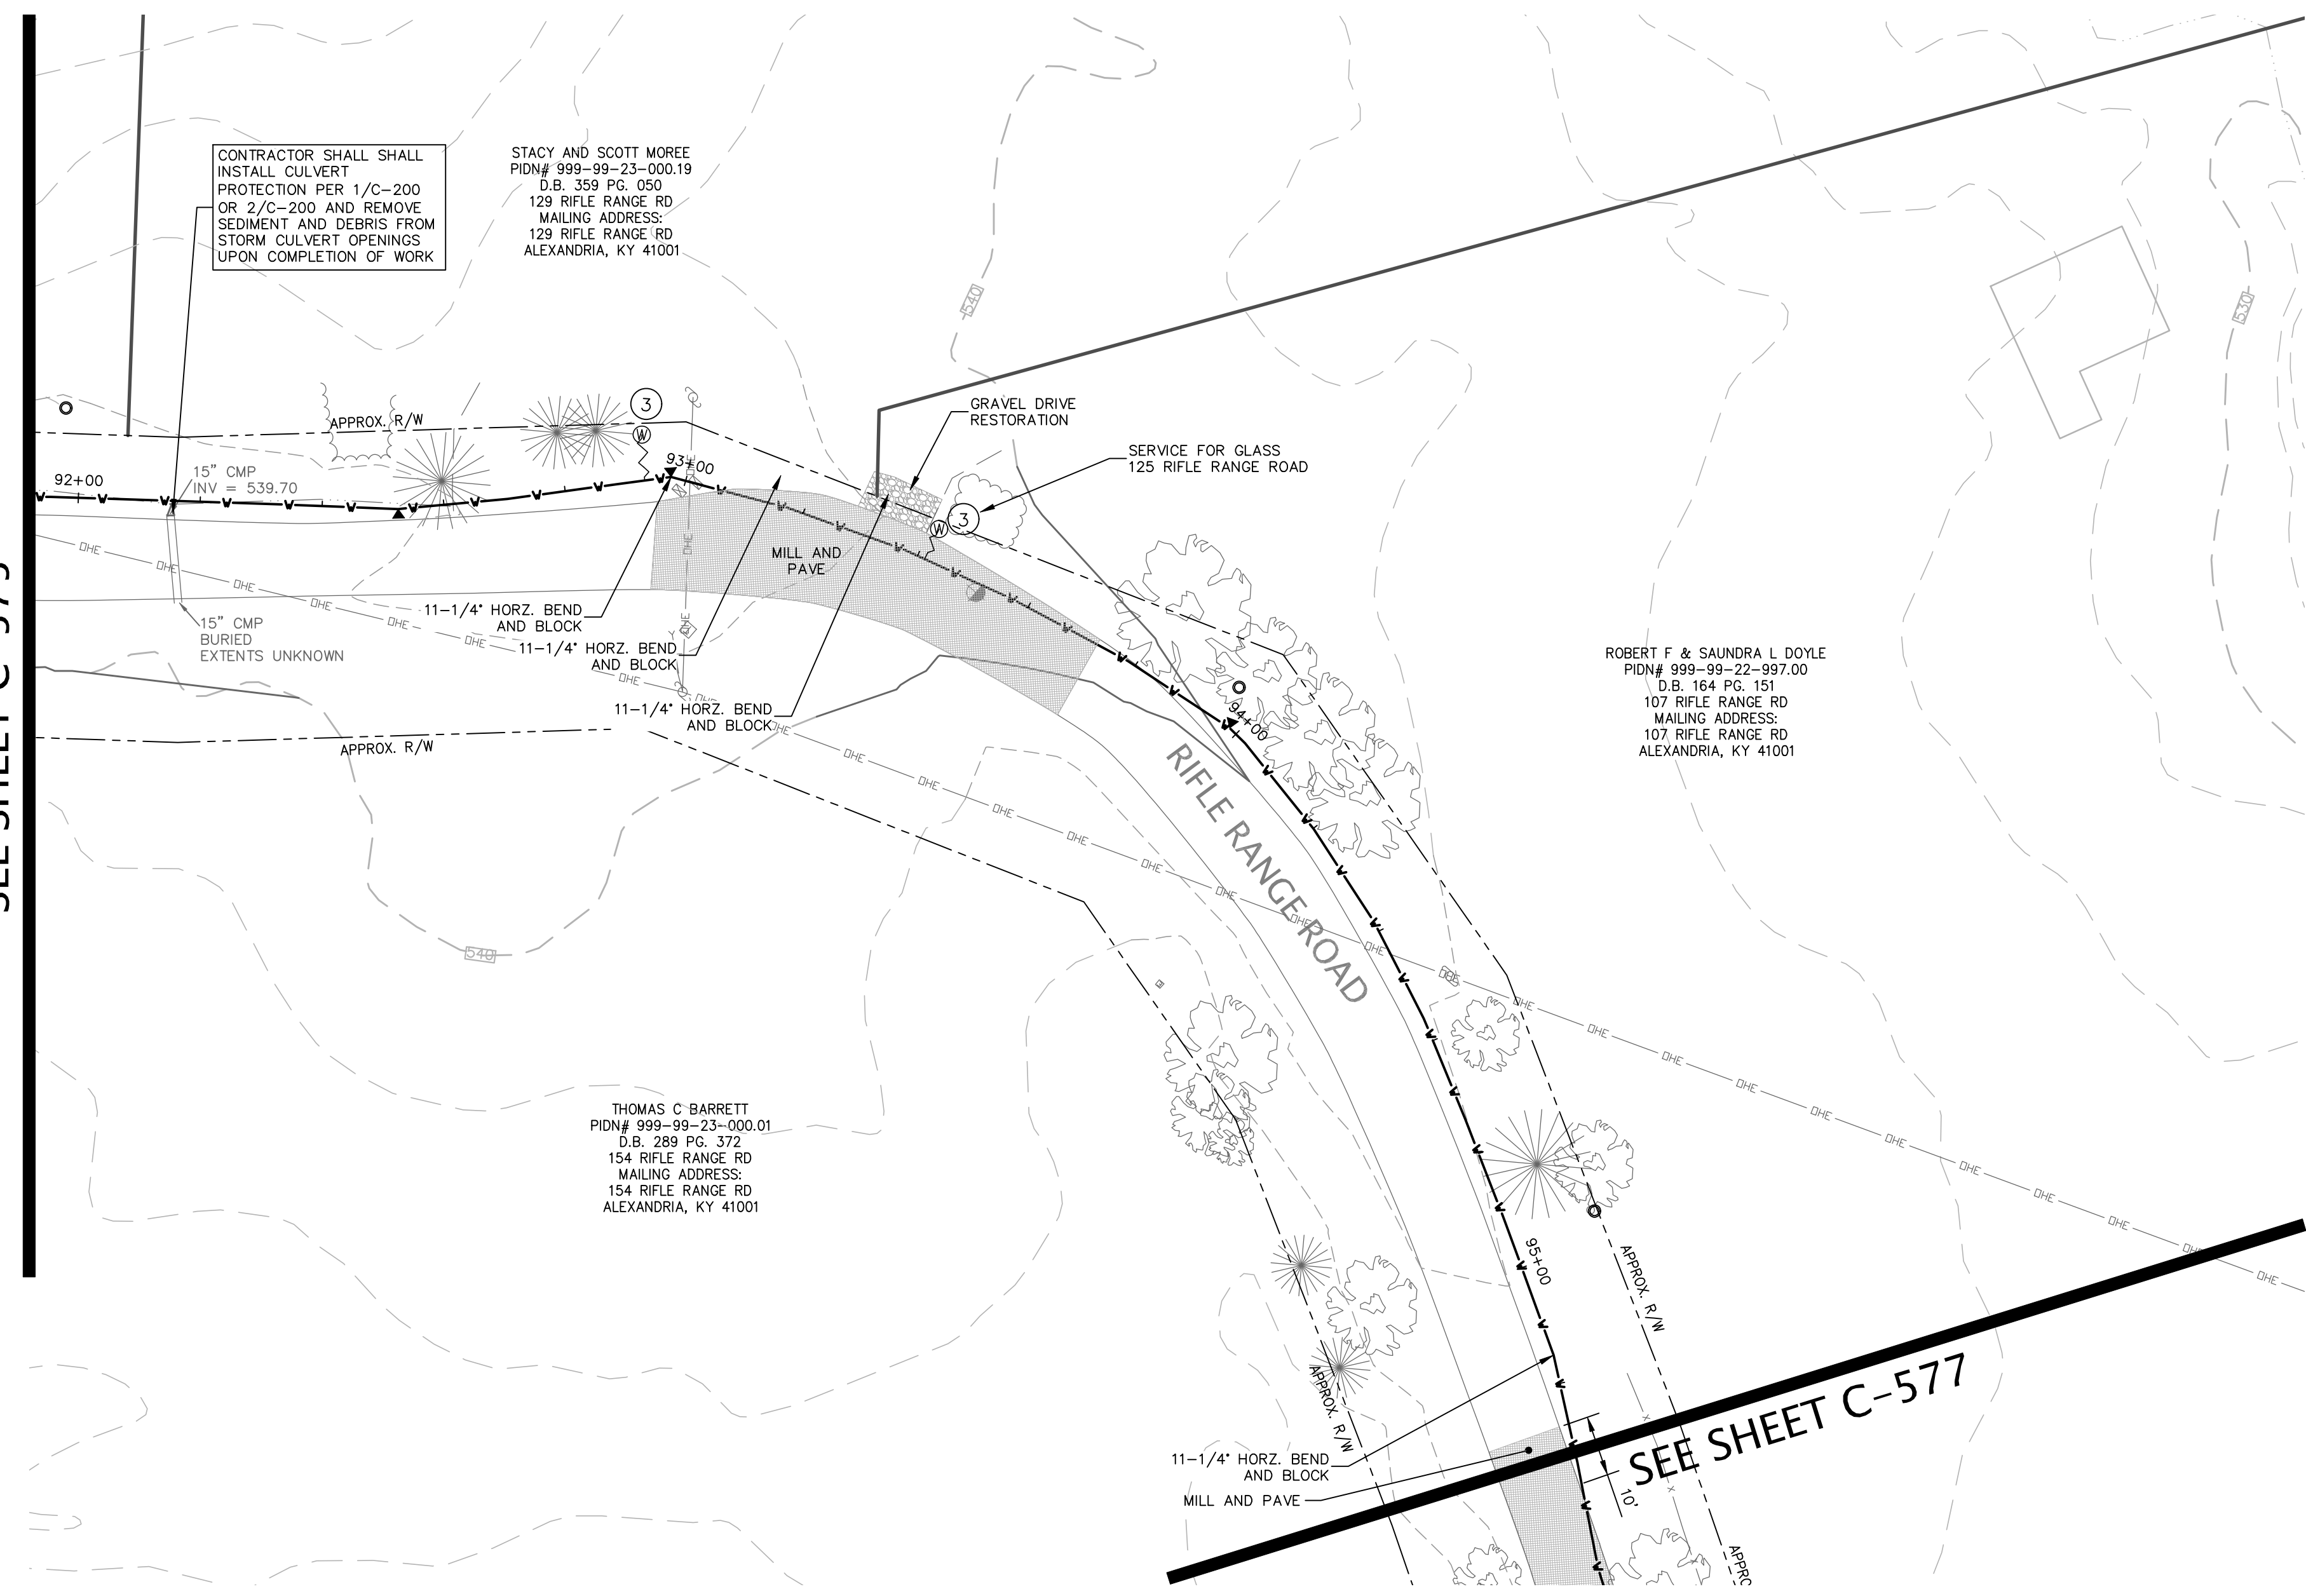 CONTRACTOR SHALL SHALL
INSTALL CULVERT
PROTECTION PER 1/C-200
OR 2/C-200 AND REMOVE
SEDIMENT AND DEBRIS FROM
STORM CULVERT OPENINGS
UPON COMPLETION OF WORK
STACY AND SCOTT MOREE
PIDN# 999-99-23-000.19
D.B. 359 PG. 050
129 RIFLE RANGE RD
MAILING ADDRESS:
129 RIFLE RANGE RD
ALEXANDRIA, KY 41001
540
530
APPROX. R/W
3
W
GRAVEL DRIVE
RESTORATION
SERVICE FOR GLASS
125 RIFLE RANGE ROAD
3
W
92+00
15" CMP
INV = 539.70
93+00
MILL AND
PAVE
11-1/4° HORZ. BEND
AND BLOCK
11-1/4° HORZ. BEND
AND BLOCK
11-1/4° HORZ. BEND
AND BLOCK
15" CMP
BURIED
EXTENTS UNKNOWN
APPROX. R/W
94+00
RIFLE RANGE ROAD
ROBERT F & SAUNDRA L DOYLE
PIDN# 999-99-22-997.00
D.B. 164 PG. 151
107 RIFLE RANGE RD
MAILING ADDRESS:
107 RIFLE RANGE RD
ALEXANDRIA, KY 41001
OHE
540
THOMAS C BARRETT
PIDN# 999-99-23-000.01
D.B. 289 PG. 372
154 RIFLE RANGE RD
MAILING ADDRESS:
154 RIFLE RANGE RD
ALEXANDRIA, KY 41001
95+00
APPROX. R/W
APPROX. R/W
11-1/4° HORZ. BEND
AND BLOCK
MILL AND PAVE
10'
SEE SHEET C-577